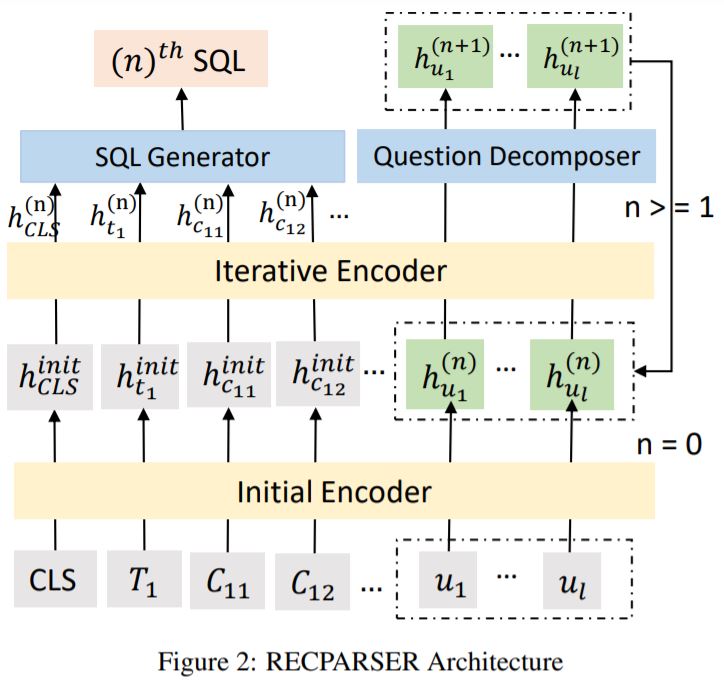 (n)^{th} SQL
h_{u_1}^{(n+1)} ... h_{u_l}^{(n+1)}
SQL Generator
Question Decomposer
h_{CLS}^{(n)} h_{t_1}^{(n)} h_{c_{11}}^{(n)} h_{c_{12}}^{(n)} ...
n >= 1
Iterative Encoder
h_{CLS}^{init} h_{t_1}^{init} h_{c_{11}}^{init} h_{c_{12}}^{init} ... h_{u_1}^{(n)} ... h_{u_l}^{(n)}
n = 0
Initial Encoder
CLS T_1 C_{11} C_{12} ... u_1 ... u_l
Figure 2: RECPARSER Architecture